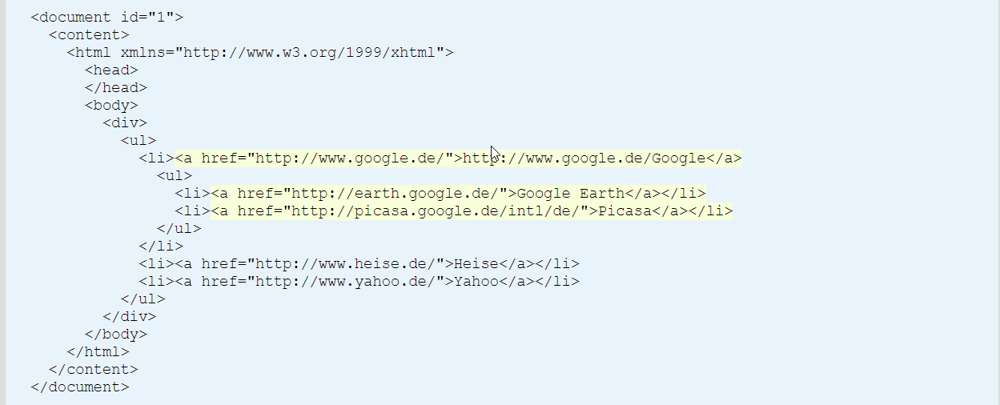 <document id="1">
<content>
<html xmlns="http://www.w3.org/1999/xhtml">
<head>
</head>
<body>
<div>
<ul>
<li><a href="http://www.google.de/">http://www.google.de/Google</a>
<ul>
<li><a href="http://earth.google.de/">Google Earth</a></li>
<li><a href="http://picasa.google.de/intl/de/">Picasa</a></li>
</ul>
</li>
<li><a href="http://www.heise.de/">Heise</a></li>
<li><a href="http://www.yahoo.de/">Yahoo</a></li>
</ul>
</div>
</body>
</html>
</content>
</document>